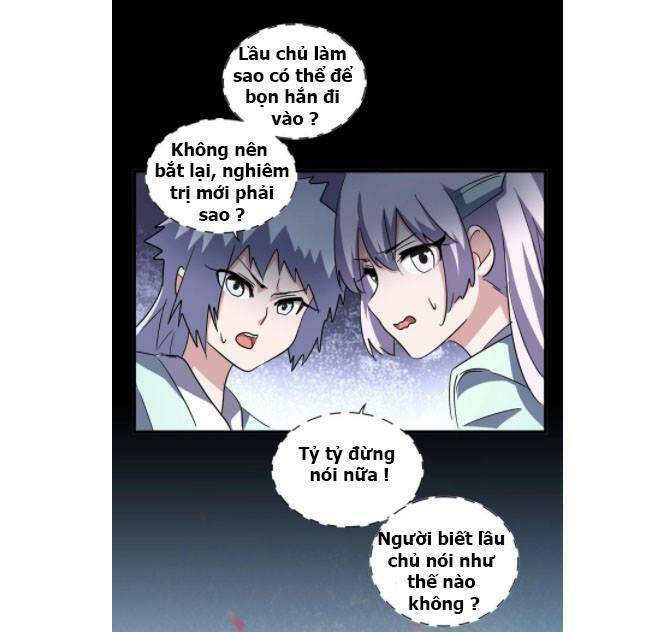 Lầu chủ làm
sao có thể để
bọn hắn đi
vào ?
Không nên
bắt lại, nghiêm
trị mới phải
sao ?
Tỷ tỷ đừng
nói nữa !
Người biết lầu
chủ nói như
thế nào
không ?